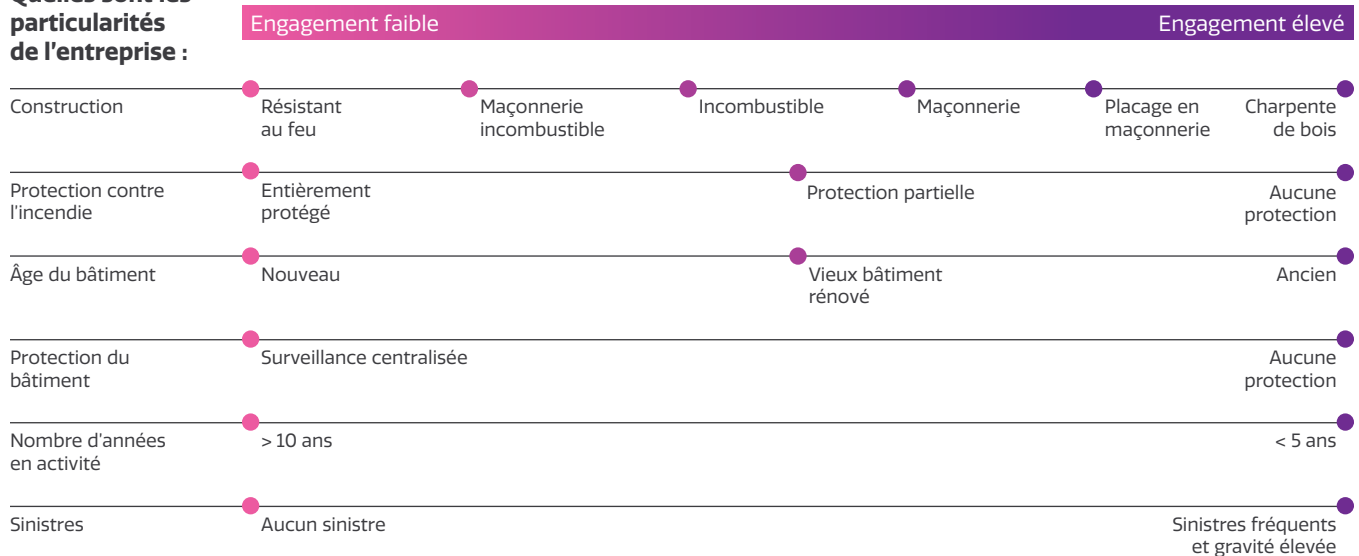 Quelles sont les
particularités
de l'entreprise :
Engagement faible
Engagement élevé
Construction
Résistant
au feu
Maçonnerie
incombustible
Incombustible
Maçonnerie
Placage en
maçonnerie
Charpente
de bois
Protection contre
l'incendie
Entièrement
protégé
Protection partielle
Aucune
protection
Âge du bâtiment
Nouveau
Vieux bâtiment
rénové
Ancien
Protection du
bâtiment
Surveillance centralisée
Aucune
protection
Nombre d'années
en activité
> 10 ans
< 5 ans
Sinistres
Aucun sinistre
Sinistres fréquents
et gravité élevée